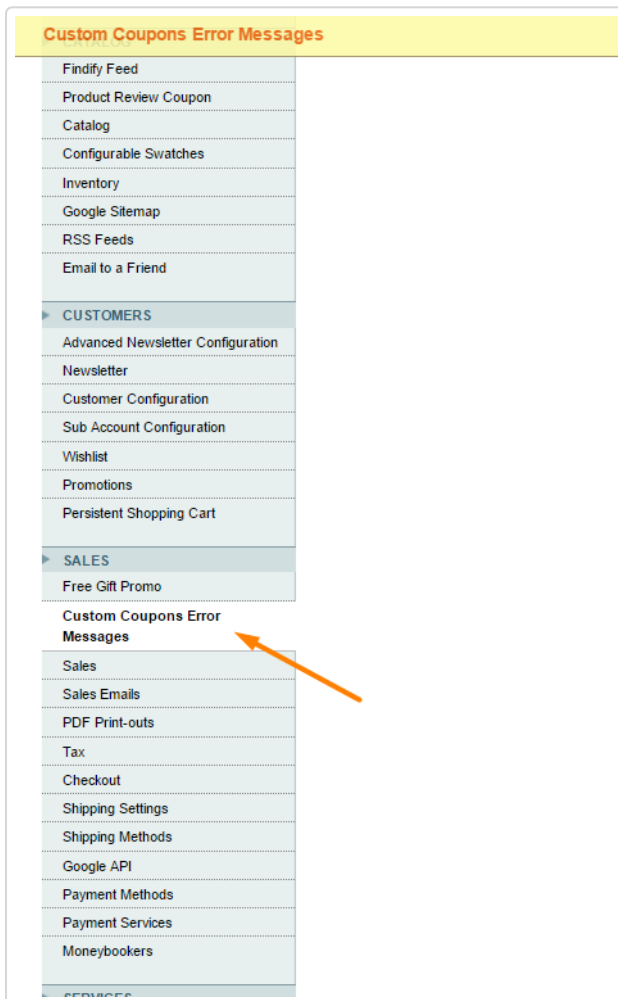 Custom Coupons Error Messages
CATALOG
Findify Feed
Product Review Coupon
Catalog
Configurable Swatches
Inventory
Google Sitemap
RSS Feeds
Email to a Friend
CUSTOMERS
Advanced Newsletter Configuration
Newsletter
Customer Configuration
Sub Account Configuration
Wishlist
Promotions
Persistent Shopping Cart
SALES
Free Gift Promo
Custom Coupons Error
Messages
Sales
Sales Emails
PDF Print-outs
Tax
Checkout
Shipping Settings
Shipping Methods
Google API
Payment Methods
Payment Services
Moneybookers
SERVICES